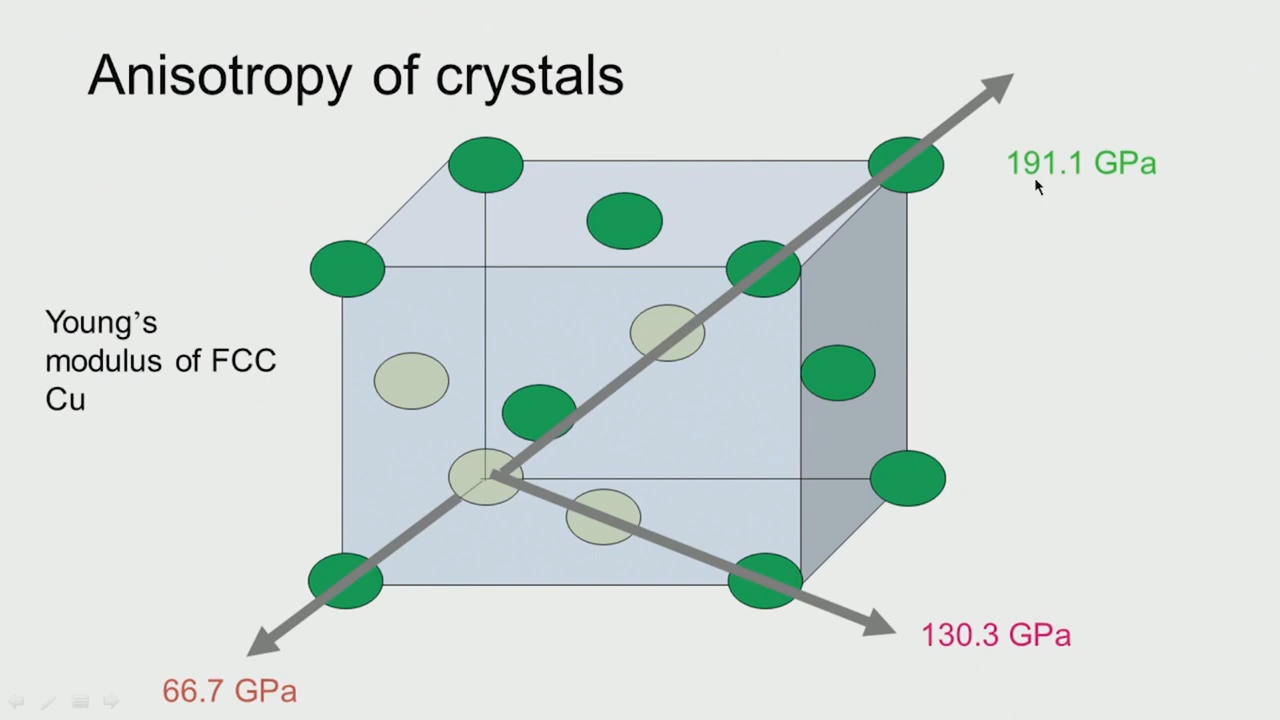 Anisotropy of crystals
191.1 GPa
Young’s
modulus of FCC
Cu
130.3 GPa
66.7 GPa